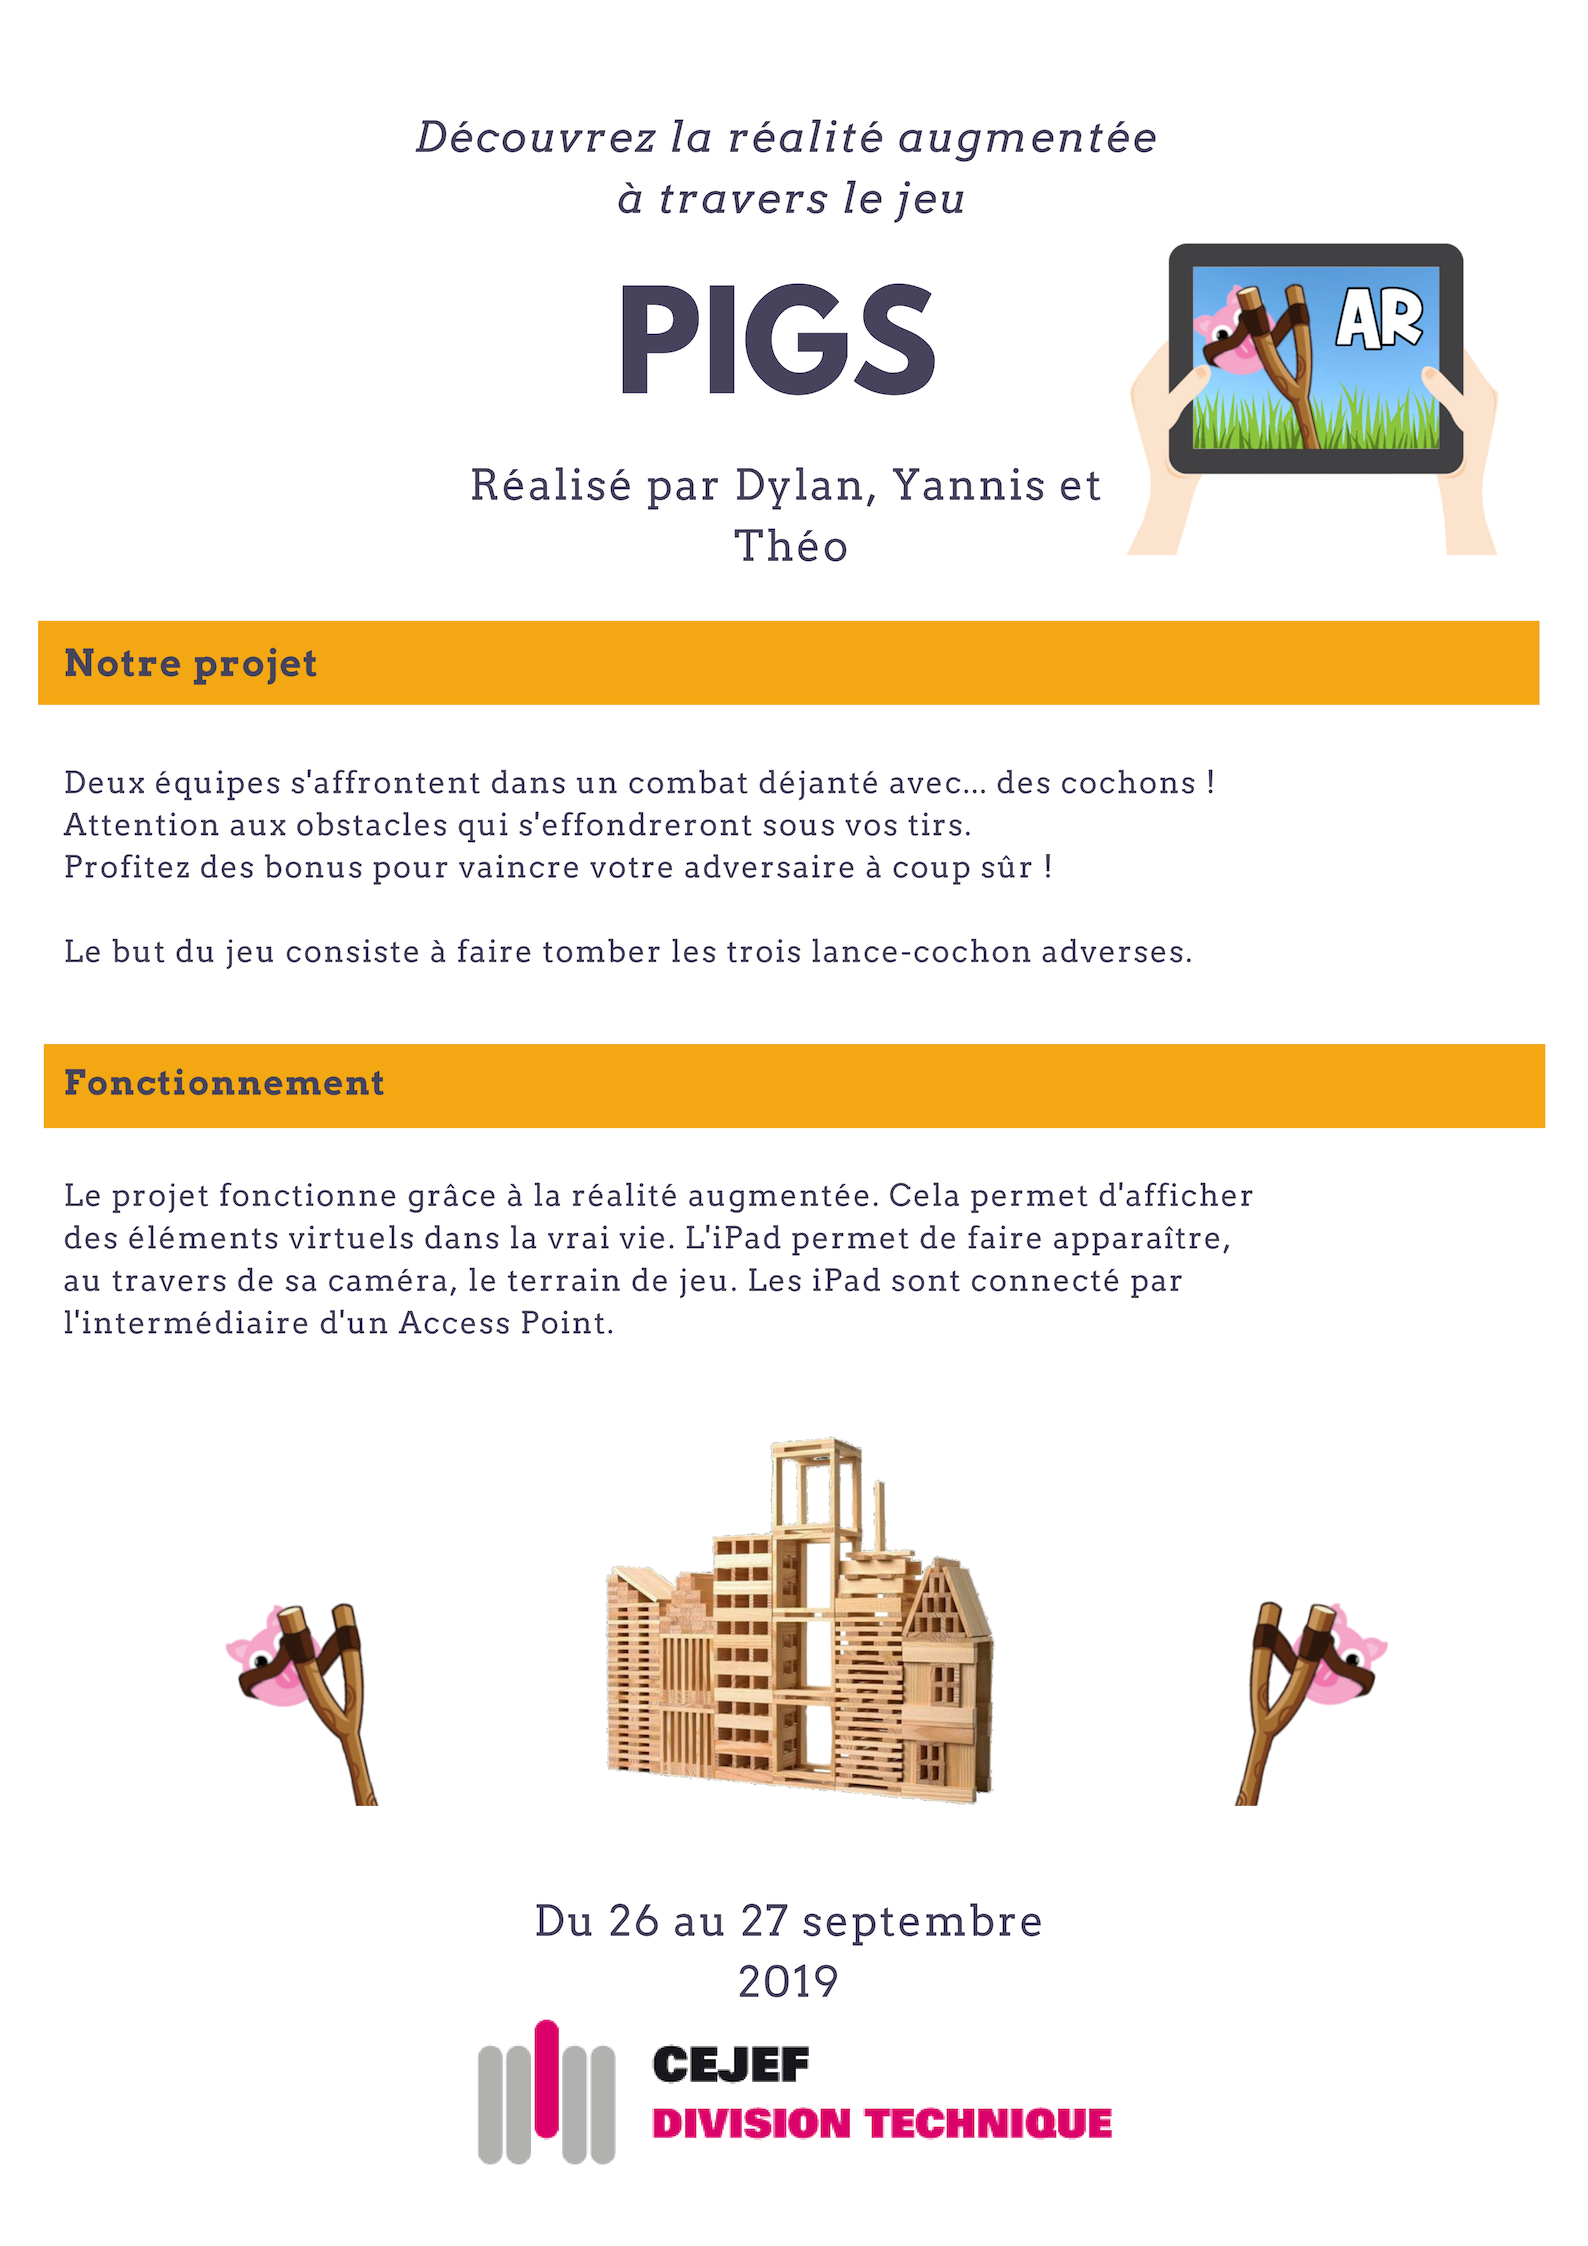 Découvrez la réalité augmentée
à travers le jeu
PIGS
AR
Réalisé par Dylan, Yannis et
Théo
Notre projet
Deux équipes s'affrontent dans un combat déjanté avec... des cochons !
Attention aux obstacles qui s'effondreront sous vos tirs.
Profitez des bonus pour vaincre votre adversaire à coup sûr !
Le but du jeu consiste à faire tomber les trois lance-cochon adverses.
Fonctionnement
Le projet fonctionne grâce à la réalité augmentée. Cela permet d'afficher
des éléments virtuels dans la vrai vie. L'iPad permet de faire apparaître,
au travers de sa caméra, le terrain de jeu. Les iPad sont connecté par
l'intermédiaire d'un Access Point.
Du 26 au 27 septembre
2019
CEJEF
DIVISION TECHNIQUE